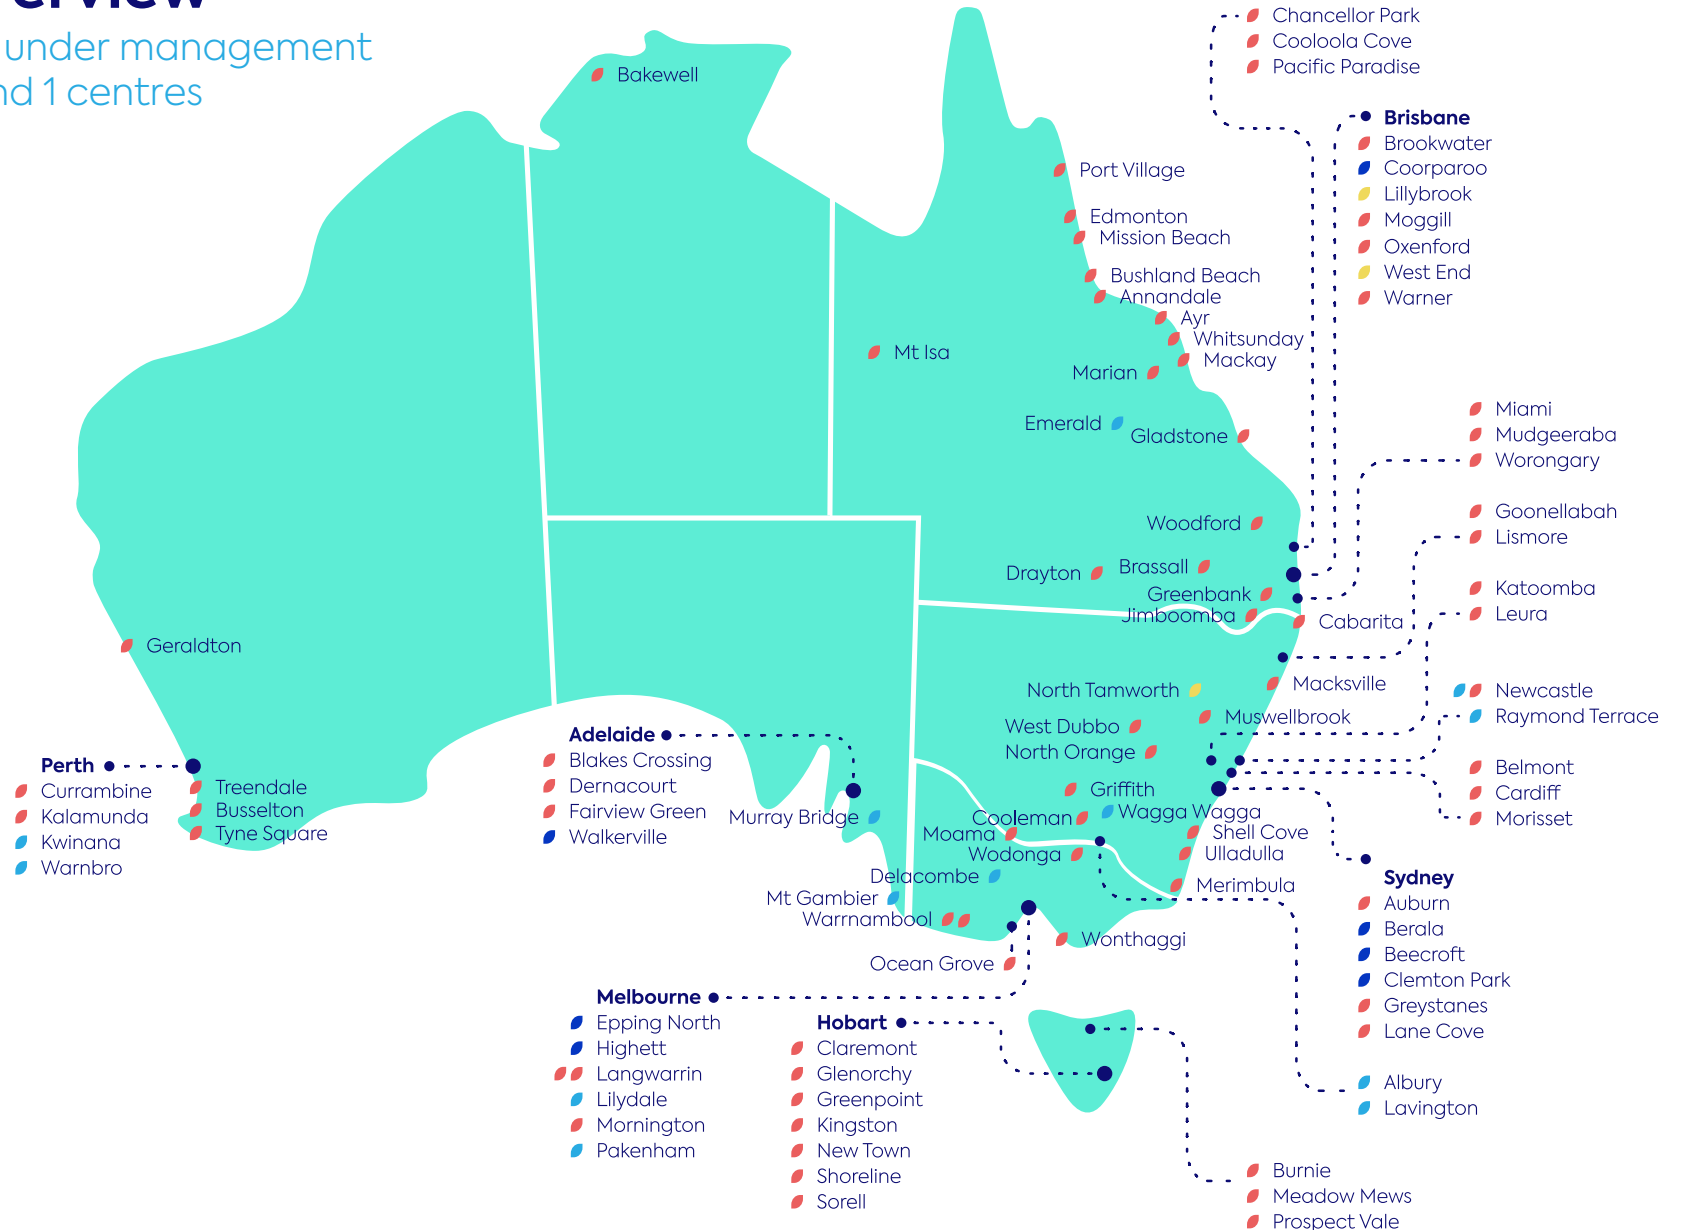 under management
1 centres
Bakewell
Chancellor Park
Cooloola Cove
Pacific Paradise
Brisbane
Brookwater
Coorparoo
Lillybrook
Moggill
Oxenford
West End
Warner
Port Village
Edmonton
Mission Beach
Bushland Beach
Annandale
Ayr
Whitsunday
Mackay
Marian
Mt Isa
Emerald
Gladstone
Miami
Mudgeeraba
Worongary
Woodford
Goonellabah
Lismore
Drayton
Brassall
Greenbank
Jimboomba
Cabarita
Katoomba
Leura
Geraldton
North Tamworth
Macksville
Newcastle
Raymond Terrace
West Dubbo
Muswellbrook
North Orange
Belmont
Cardiff
Morisset
Perth
Currambine
Kalamunda
Kwinana
Warnbro
Treendale
Busselton
Tyne Square
Adelaide
Blakes Crossing
Dernacourt
Fairview Green
Walkerville
Murray Bridge
Griffith
Cooleman
Wagga Wagga
Moama
Shell Cove
Wodonga
Ulladulla
Delacombe
Merimbula
Mt Gambier
Warrnambool
Wonthaggi
Ocean Grove
Sydney
Auburn
Berala
Beecroft
Clemton Park
Greystanes
Lane Cove
Albury
Lavington
Melbourne
Epping North
Highett
Langwarrin
Lilydale
Mornington
Pakenham
Hobart
Claremont
Glenorchy
Greenpoint
Kingston
New Town
Shoreline
Sorell
Burnie
Meadow Mews
Prospect Vale